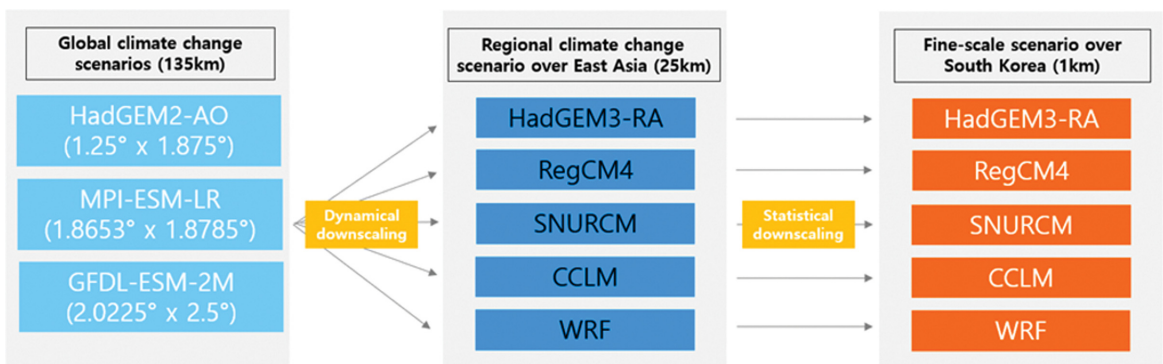 Global climate change
scenarios (135km)
HadGEM2-AO
(1.25° x 1.875°)
MPI-ESM-LR
(1.8653° x 1.8785°)
GFDL-ESM-2M
(2.0225° x 2.5°)
Dynamical
downscaling
Regional climate change
scenario over East Asia (25km)
HadGEM3-RA
RegCM4
SNURCM
CCLM
WRF
Statistical
downscaling
Fine-scale scenario over
South Korea (1km)
HadGEM3-RA
RegCM4
SNURCM
CCLM
WRF